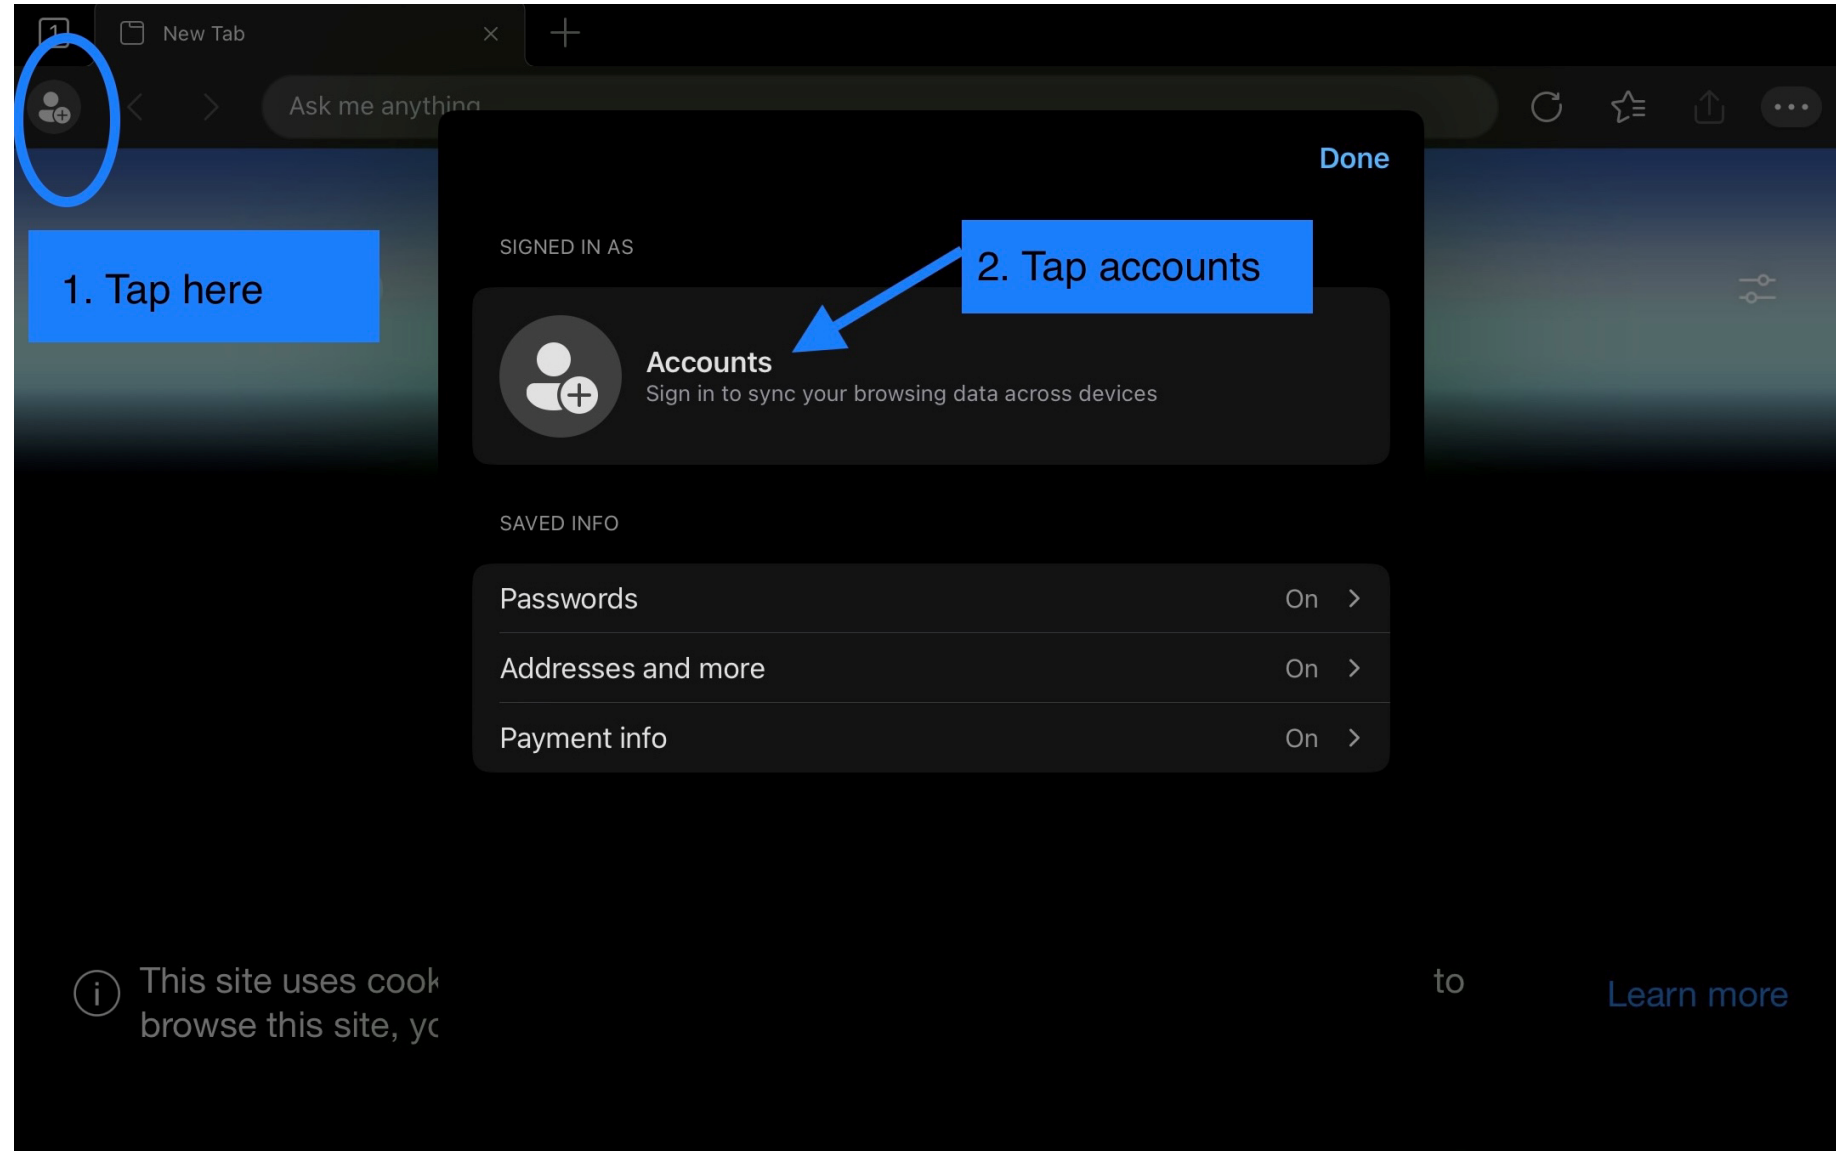 1
New Tab
Ask me anything
Done
SIGNED IN AS
2. Tap accounts
1. Tap here
Accounts
Sign in to sync your browsing data across devices
SAVED INFO
Passwords
On
Addresses and more
On
Payment info
On
This site uses
to
browse this site,
Learn more